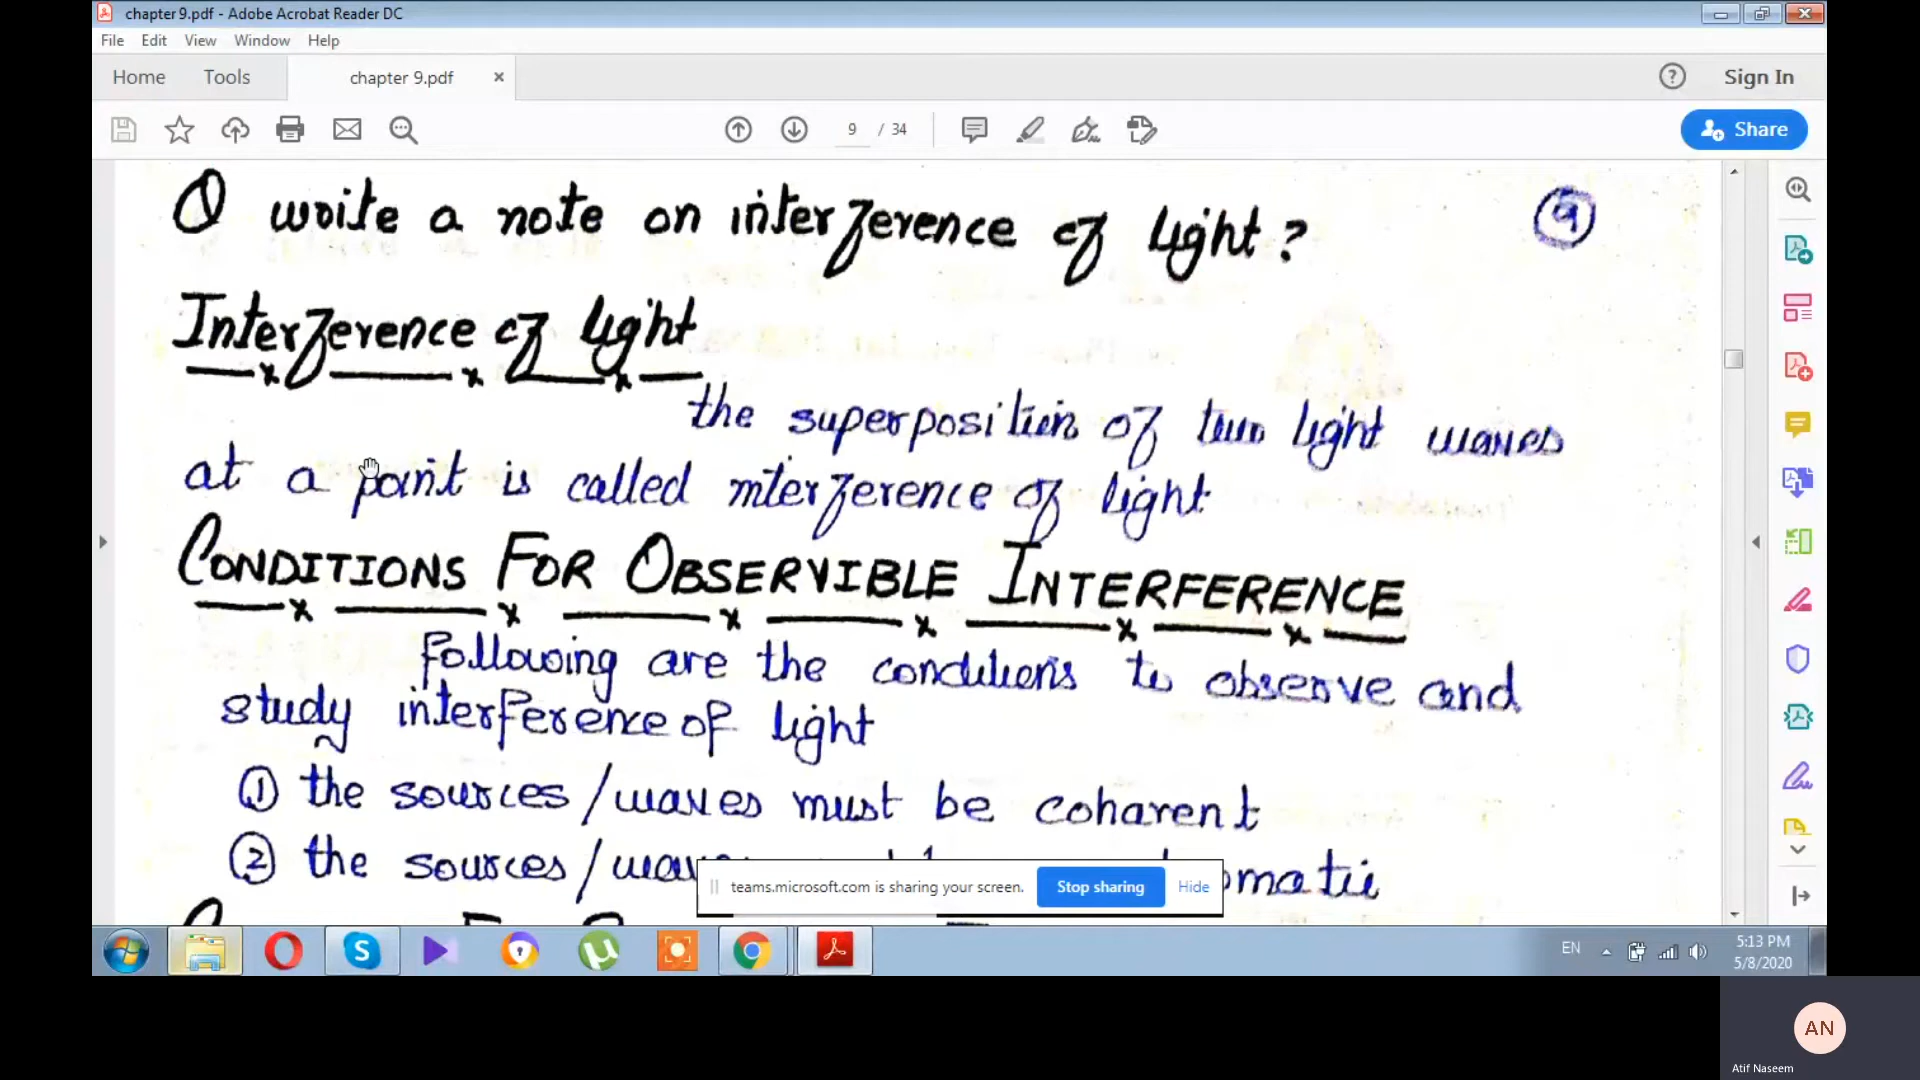 chapter 9.pdf - Adobe Acrobat Reader DC
File Edit View Window Help
Home Tools chapter 9.pdf × Sign In
9 / 34 Share
Q write a note on interference of light? 9
Interference of light
the superposition of two light waves
at a point is called interference of light
CONDITIONS FOR OBSERVIBLE INTERFERENCE
following are the conditions to observe and
study interference of light
① the sources/waves must be coharent
② the sources/
teams.microsoft.com is sharing your screen. Stop sharing Hide
EN 5:13 PM
5/8/2020
AN
Atif Naseem